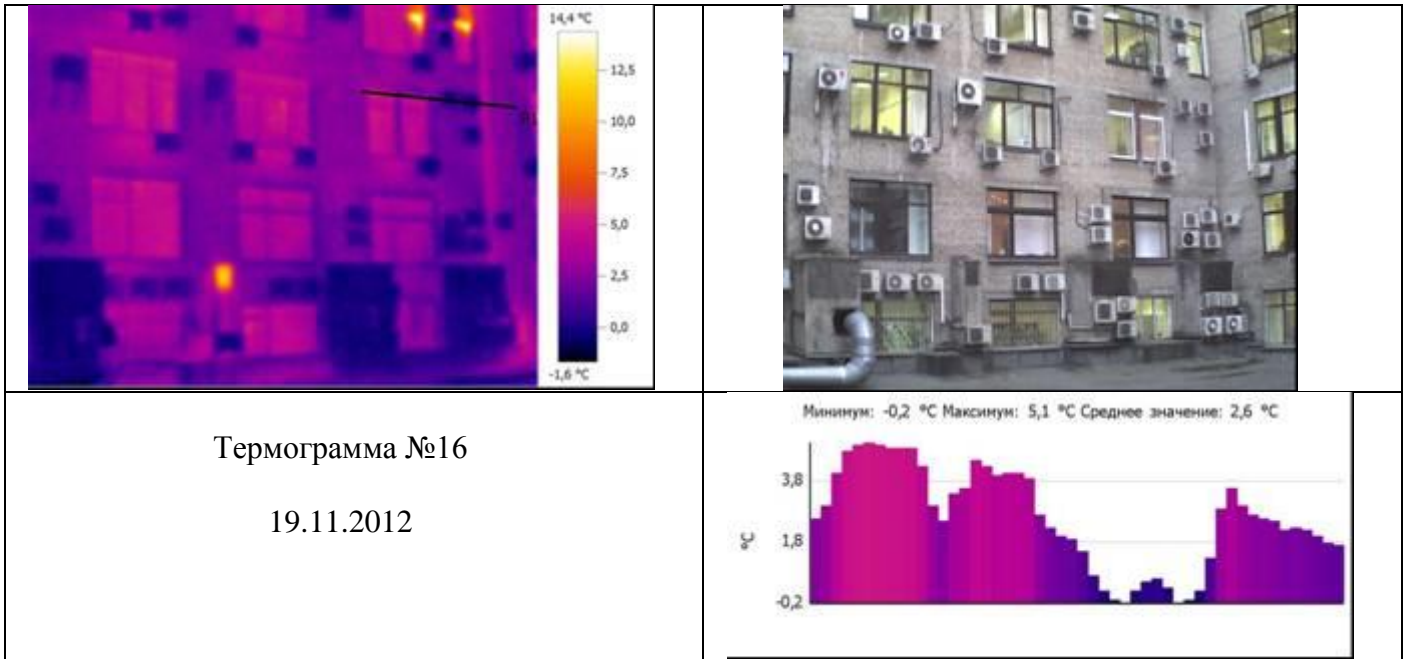 14,4 °C
12,5
10,0
7,5
5,0
2,5
0,0
-1,6 °C
Термограмма №16
19.11.2012
Минимум: -0,2 °C Максимум: 5,1 °C Среднее значение: 2,6 °C
3,8
1,8
-0,2
°C